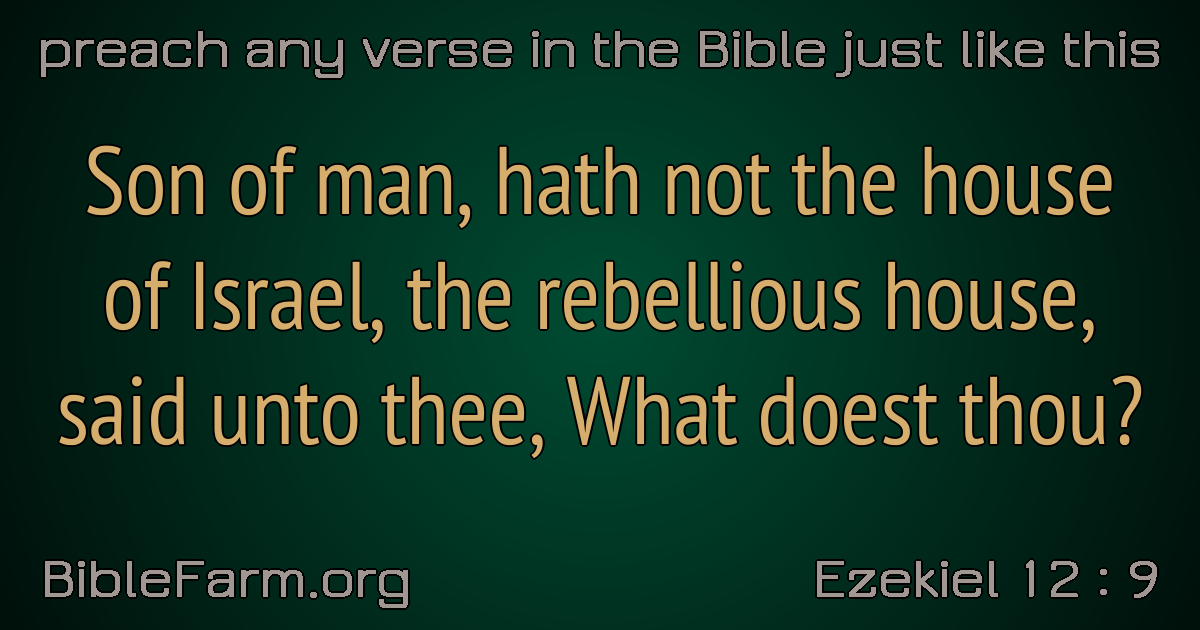 preach any verse in the Bible just like this
Son of man, hath not the house
of Israel, the rebellious house,
said unto thee, What doest thou?
BibleFarm.org
Ezekiel 12 : 9